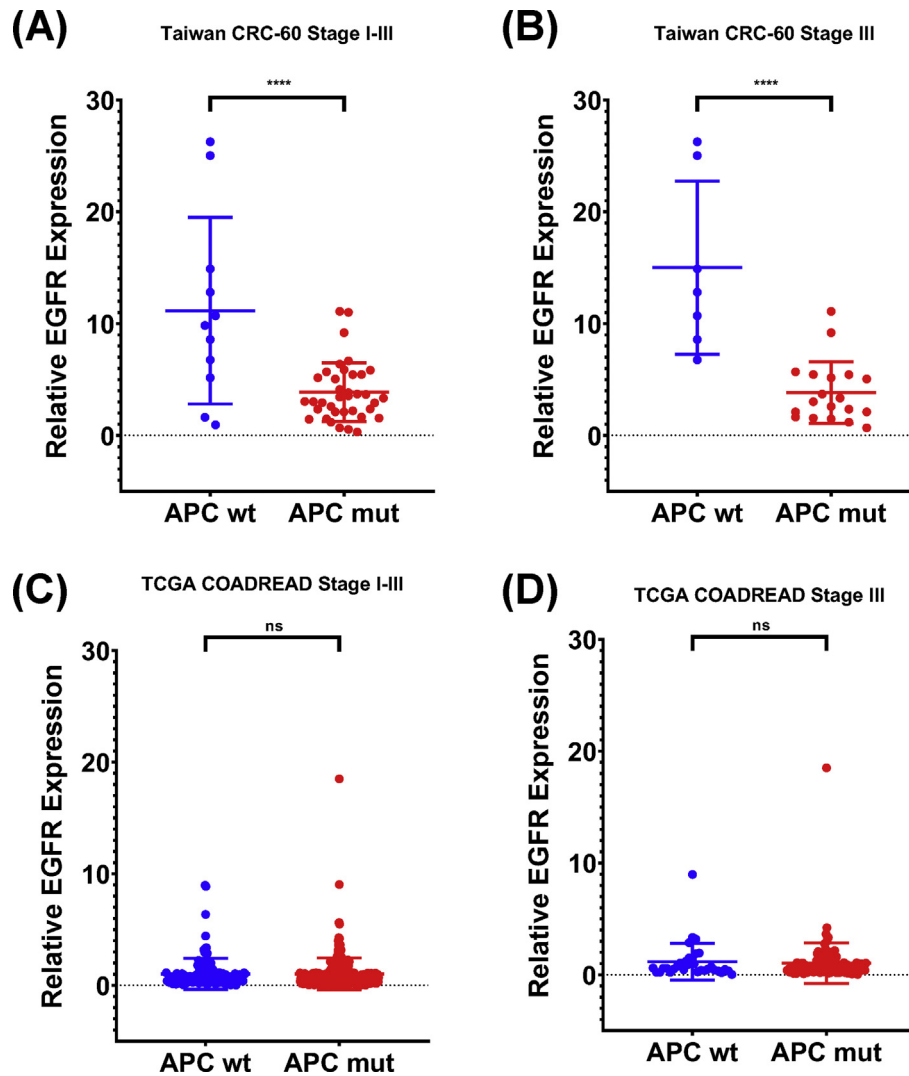 (A)
Taiwan CRC-60 Stage I-III
****
30
20
10
0
Relative EGFR Expression
APC wt
APC mut
(B)
Taiwan CRC-60 Stage III
****
30
20
10
0
Relative EGFR Expression
APC wt
APC mut
(C)
TCGA COADREAD Stage I-III
ns
30
20
10
0
Relative EGFR Expression
APC wt
APC mut
(D)
TCGA COADREAD Stage III
ns
30
20
10
0
Relative EGFR Expression
APC wt
APC mut